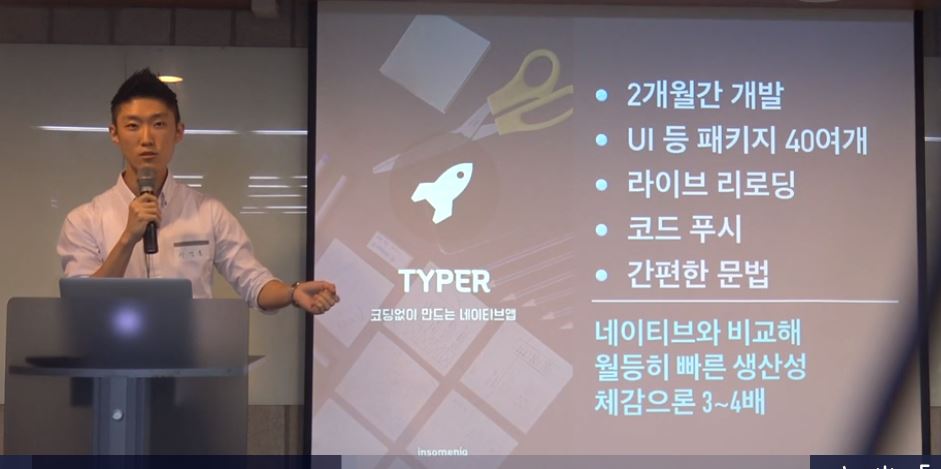 2개월간 개발
UI 등 패키지 40여개
라이브 리로딩
코드 푸시
간편한 문법
TYPER
코딩없이 만드는 네이티브앱
네이티브와 비교해
월등히 빠른 생산성
체감으론 3~4배
insomenia